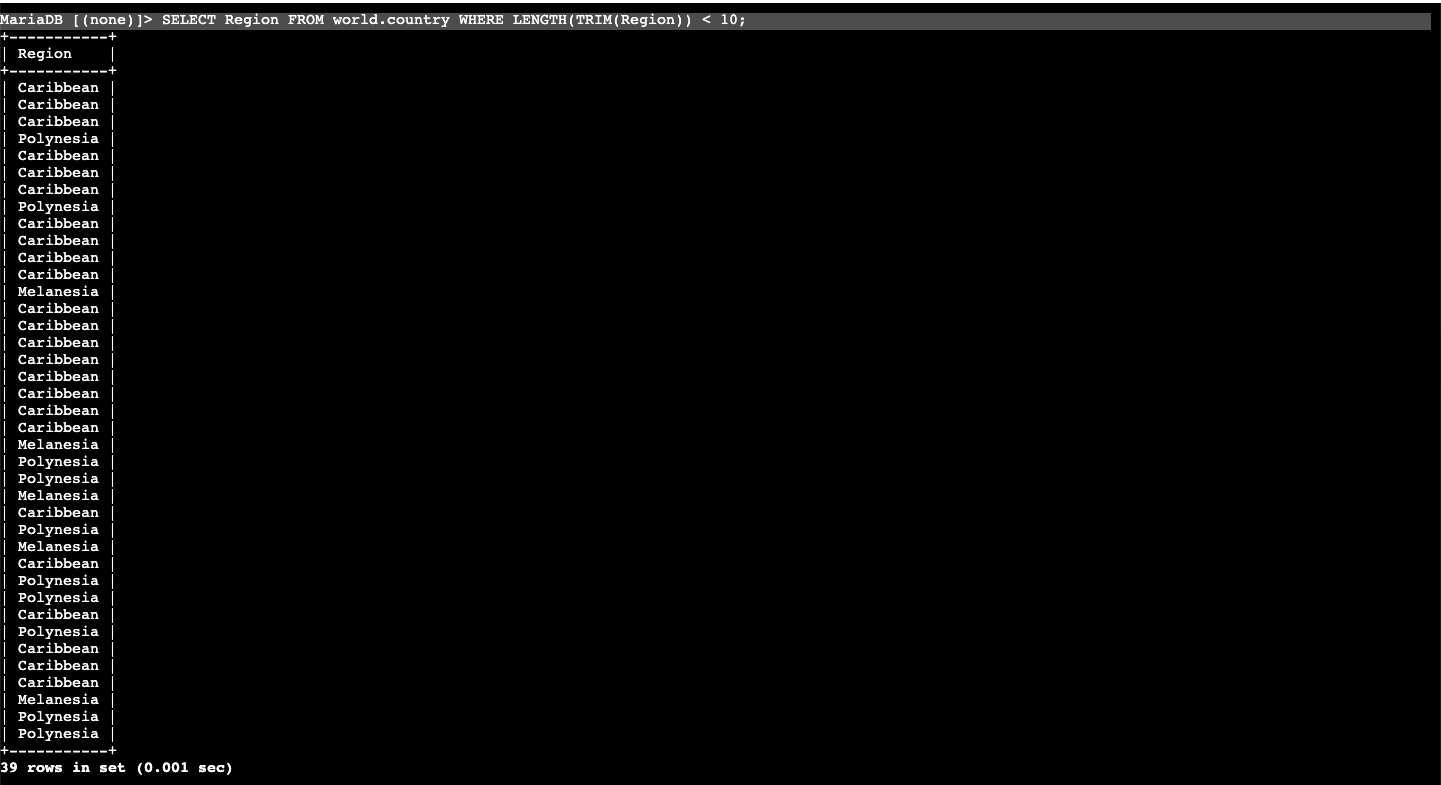 MariaDB [(none)]> SELECT Region FROM world.country WHERE LENGTH(TRIM(Region)) < 10;
+-----------+
| Region    |
+-----------+
| Caribbean |
| Caribbean |
| Caribbean |
| Polynesia |
| Caribbean |
| Caribbean |
| Caribbean |
| Polynesia |
| Caribbean |
| Caribbean |
| Caribbean |
| Caribbean |
| Melanesia |
| Caribbean |
| Caribbean |
| Caribbean |
| Caribbean |
| Caribbean |
| Caribbean |
| Caribbean |
| Caribbean |
| Melanesia |
| Polynesia |
| Polynesia |
| Melanesia |
| Caribbean |
| Polynesia |
| Melanesia |
| Caribbean |
| Polynesia |
| Polynesia |
| Caribbean |
| Polynesia |
| Caribbean |
| Caribbean |
| Caribbean |
| Melanesia |
| Polynesia |
| Polynesia |
+-----------+
39 rows in set (0.001 sec)